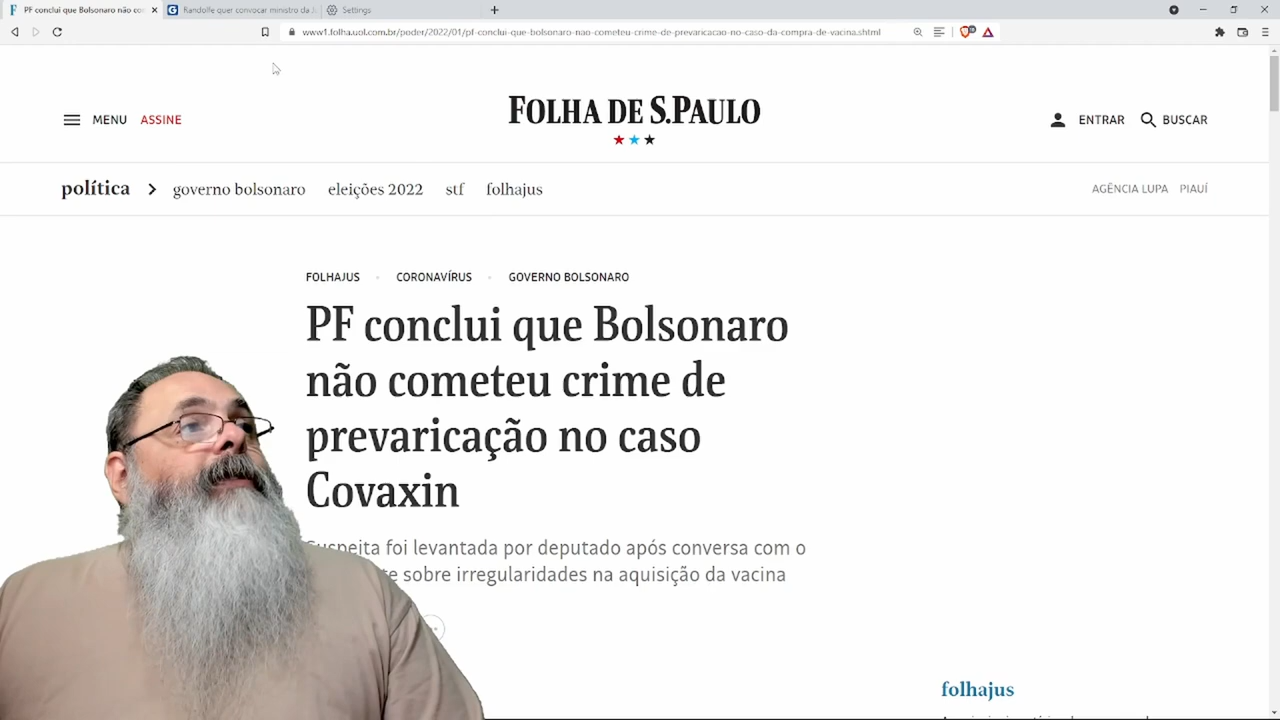 PF conclui que Bolsonaro não co
Randolfe quer convocar ministro da J
Settings
www1.folha.uol.com.br/poder/2022/01/pf-conclui-que-bolsonaro-nao-cometeu-crime-de-prevaricacao-no-caso-da-compra-de-vacina.shtml
MENU
ASSINE
FOLHA DE S.PAULO
ENTRAR
BUSCAR
política
governo bolsonaro
eleições 2022
stf
folhajus
AGÊNCIA LUPA
PIAUÍ
FOLHAJUS
CORONAVÍRUS
GOVERNO BOLSONARO
PF conclui que Bolsonaro
não cometeu crime de
prevaricação no caso
Covaxin
Suspeita foi levantada por deputado após conversa com o
sobre irregularidades na aquisição da vacina
folhajus